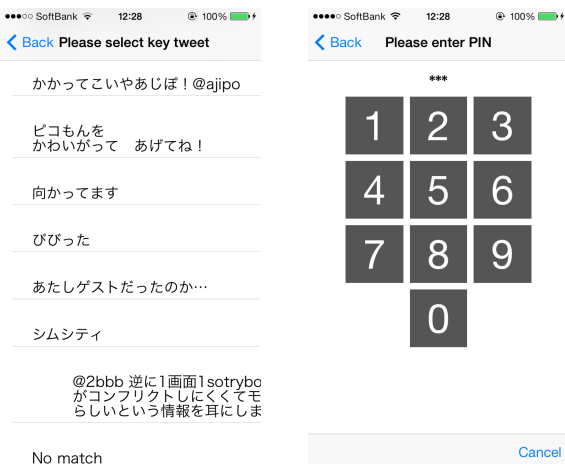 ●●●○○ SoftBank 12:28 100%
Back Please select key tweet
かかってこいやあじぽ！@ajipo
ピコもんを
かわいがって　あげてね！
向かってます
びびった
あたしゲストだったのか…
シムシティ
@2bbb 逆に1画面1sotrybo
がコンフリクトしにくくてモ
らしいという情報を耳にしま
No match
●●●●○ SoftBank 12:28 100%
Back Please enter PIN
***
1 2 3
4 5 6
7 8 9
0
Cancel